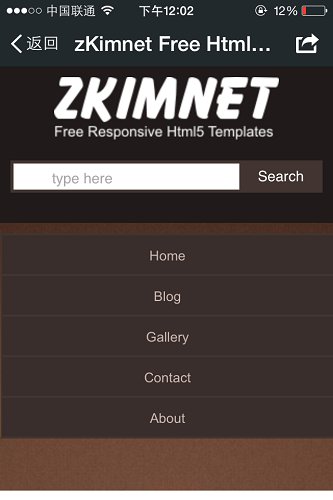 中国联通 下午12:02 12%
返回 zKimnet Free Html...
ZKIMNET
Free Responsive Html5 Templates
type here Search
Home
Blog
Gallery
Contact
About